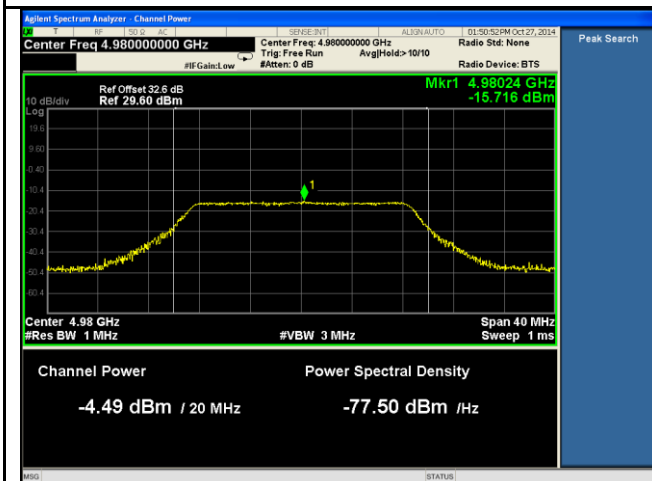 Agilent Spectrum Analyzer - Channel Power
T RF 50 Ω AC SENSE:INT ALIGN AUTO 01:50:52 PM Oct 27, 2014
Center Freq 4.980000000 GHz
Center Freq: 4.980000000 GHz Radio Std: None
Trig: Free Run Avg|Hold:> 10/10
#IFGain:Low #Atten: 0 dB Radio Device: BTS
Peak Search
Mkr1 4.98024 GHz
-15.716 dBm
Ref Offset 32.6 dB
10 dB/div Ref 29.60 dBm
Log
19.6
9.60
-0.40
-10.4
1
-20.4
-30.4
-40.4
-50.4
-60.4
Center 4.98 GHz Span 40 MHz
#Res BW 1 MHz #VBW 3 MHz Sweep 1 ms
Channel Power Power Spectral Density
-4.49 dBm / 20 MHz -77.50 dBm /Hz
MSG STATUS